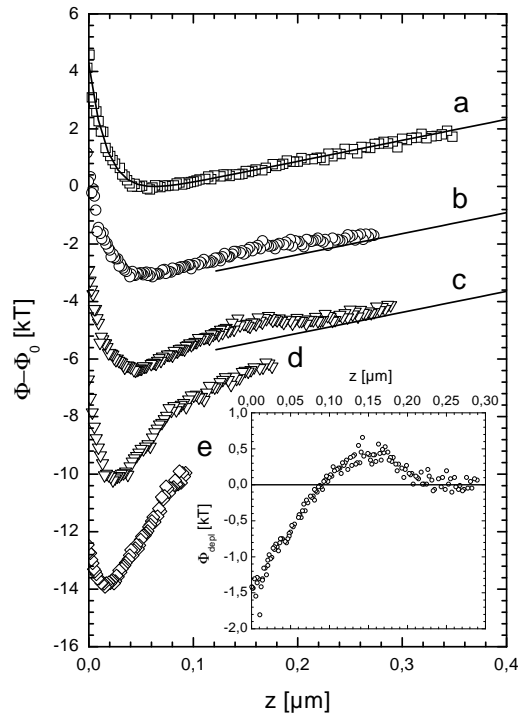 6
4
2
0
-2
-4
-6
-8
-10
-12
-14
-16
Φ–Φ₀ [kT]
a
b
c
d
e
z [µm]
0,00 0,05 0,10 0,15 0,20 0,25 0,30
1,0
0,5
0,0
-0,5
-1,0
-1,5
-2,0
Φdepl [kT]
0,0 0,1 0,2 0,3 0,4
z [µm]